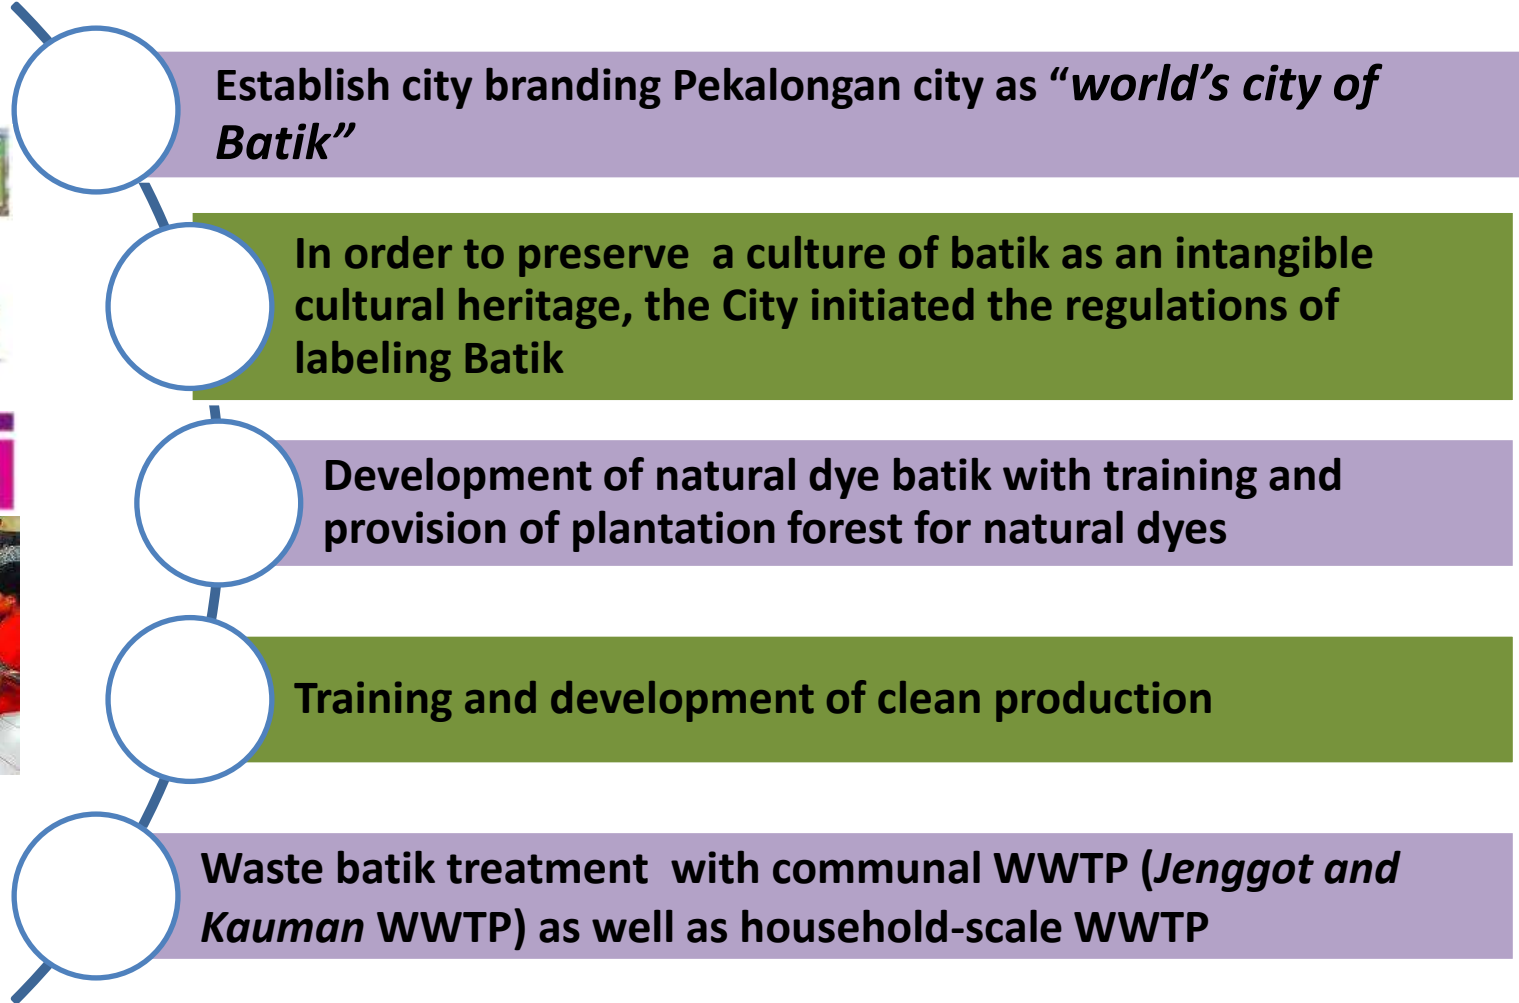 Establish city branding Pekalongan city as “world’s city of
Batik”
In order to preserve  a culture of batik as an intangible
cultural heritage, the City initiated the regulations of
labeling Batik
Development of natural dye batik with training and
provision of plantation forest for natural dyes
Training and development of clean production
Waste batik treatment  with communal WWTP (Jenggot and
Kauman WWTP) as well as household-scale WWTP